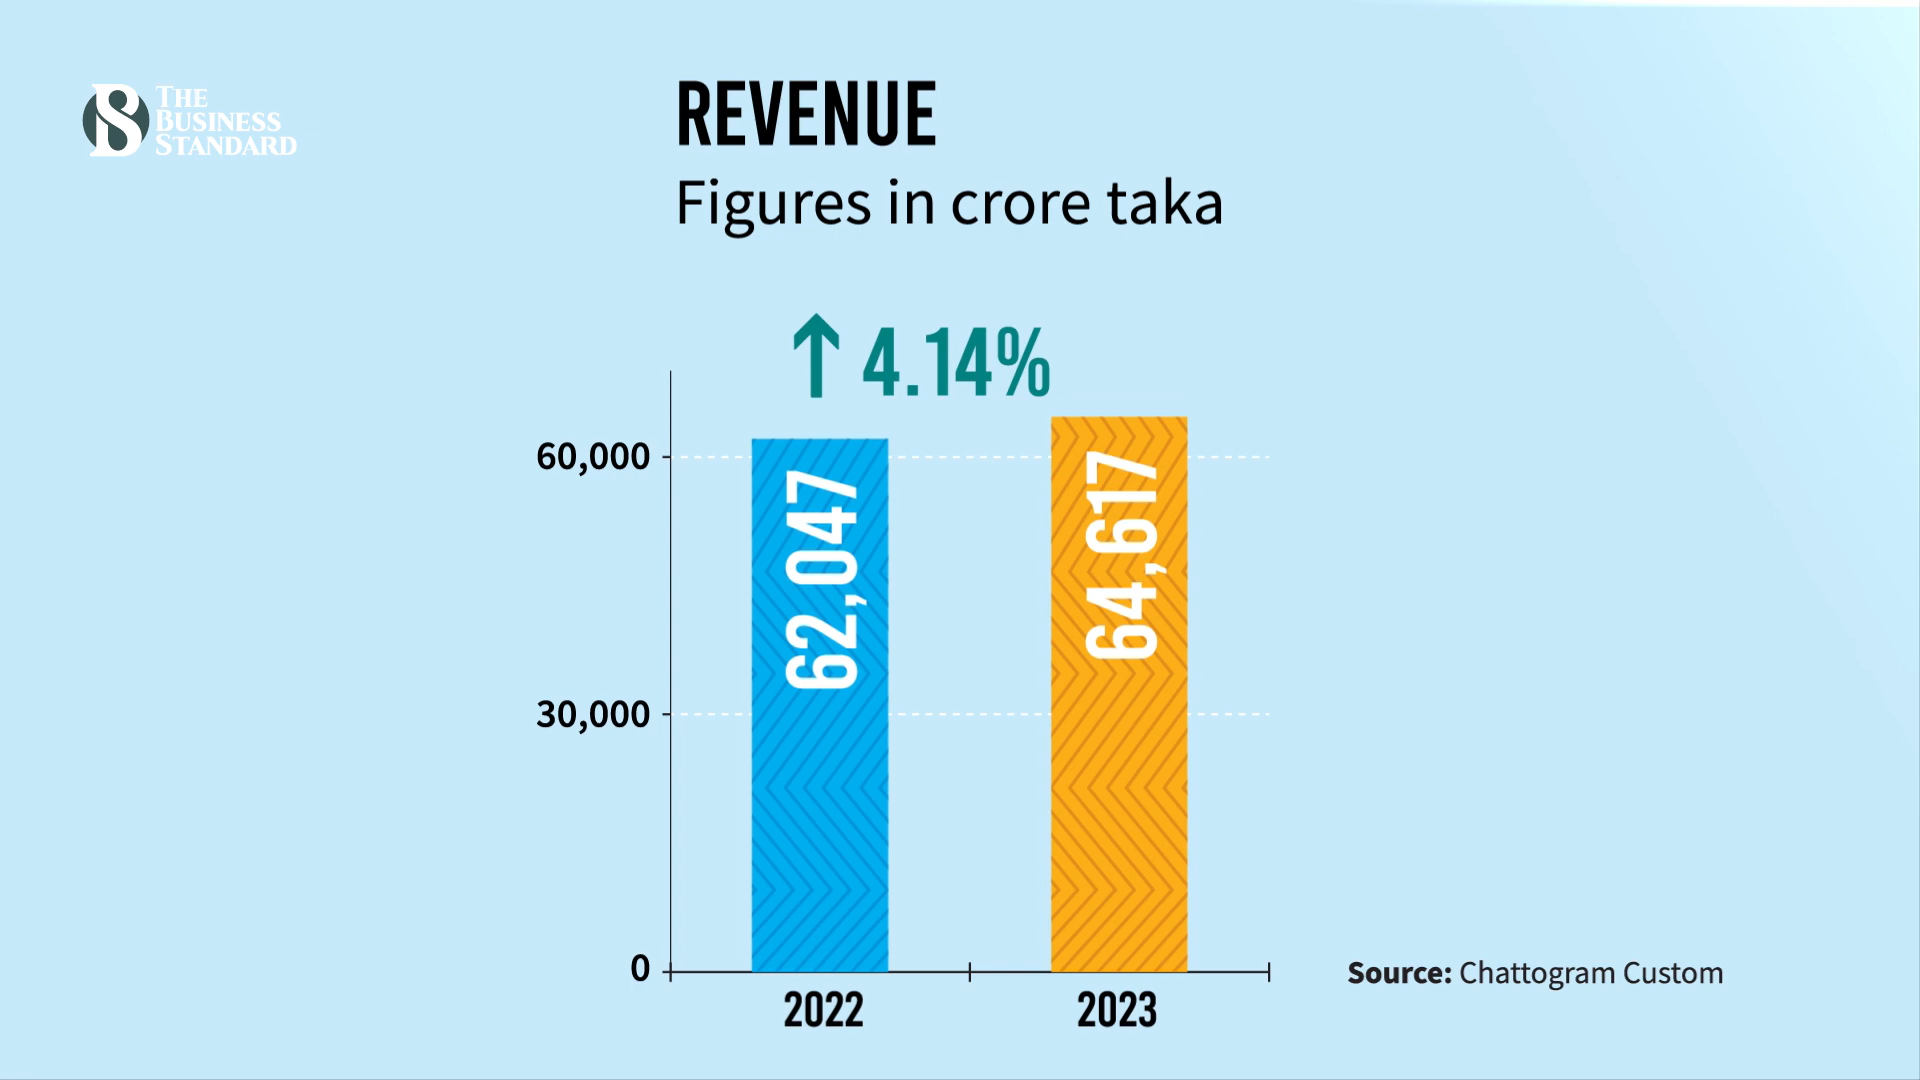 THE
BUSINESS
STANDARD
REVENUE
Figures in crore taka
↑ 4.14%
60,000
30,000
0
62,047
64,617
2022
2023
Source: Chattogram Custom